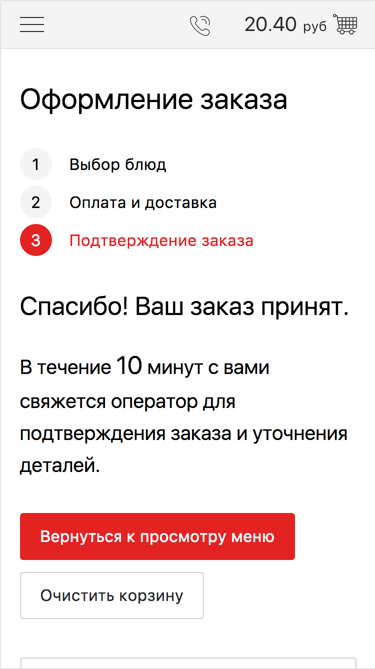 20.40 руб
Оформление заказа
1 Выбор блюд
2 Оплата и доставка
3 Подтверждение заказа
Спасибо! Ваш заказ принят.
В течение 10 минут с вами
свяжется оператор для
подтверждения заказа и уточнения
деталей.
Вернуться к просмотру меню
Очистить корзину